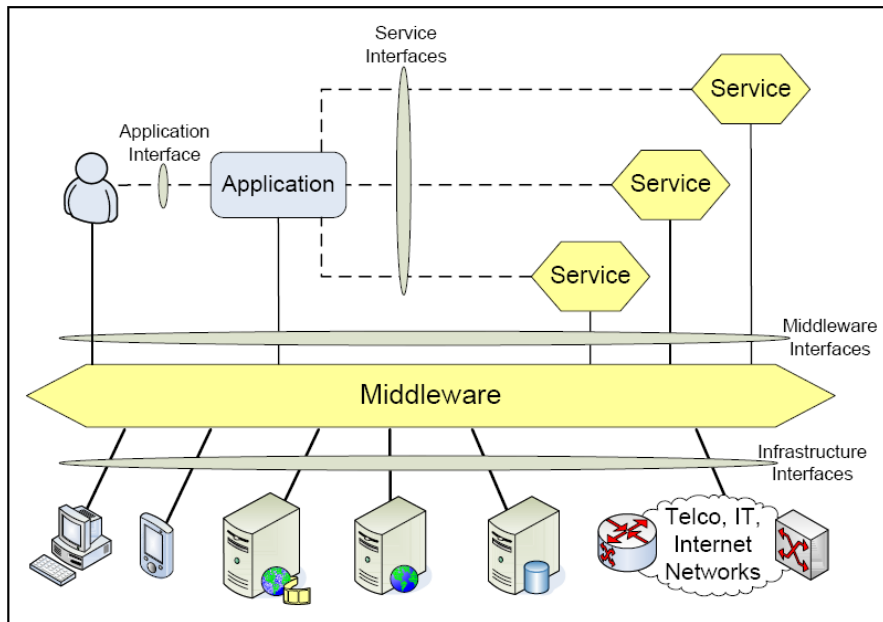 Service
Interfaces
Service
Application
Interface
Application
Service
Service
Middleware
Interfaces
Middleware
Infrastructure
Interfaces
Telco, IT,
Internet
Networks